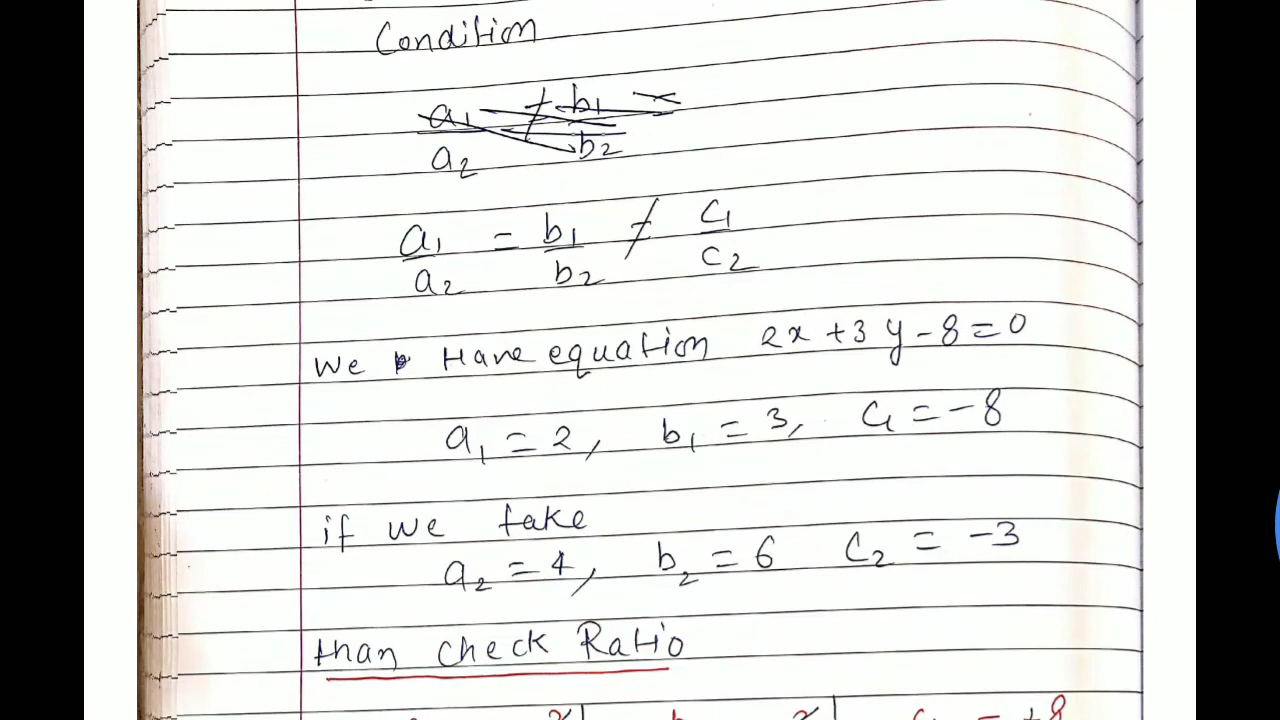 Condition
a₁/a₂ ≠ b₁/b₂
a₁/a₂ = b₁/b₂ ≠ c₁/c₂
We Have equation 2x + 3y - 8 = 0
a₁ = 2, b₁ = 3, c₁ = -8
if we take
a₂ = 4, b₂ = 6 c₂ = -3
than check Ratio